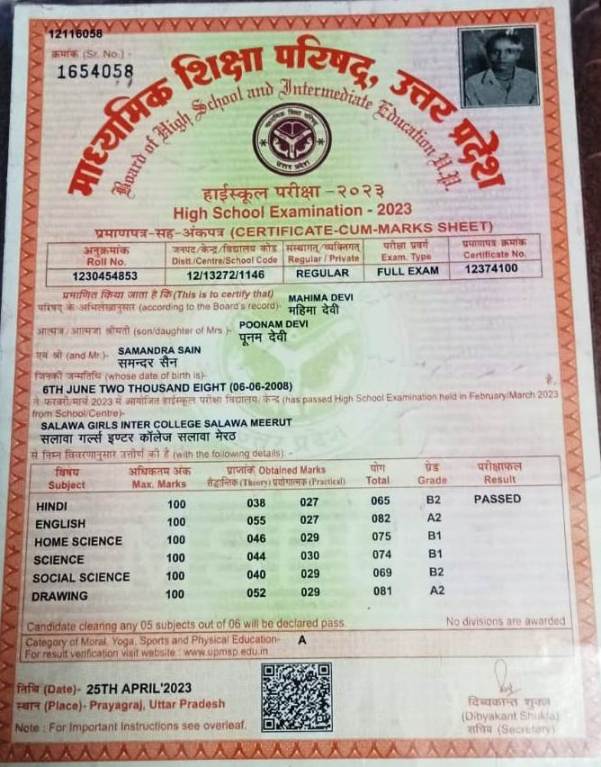 12116058
क्रमांक (Sr. No.) -
1654058
माध्यमिक शिक्षा परिषद, उत्तर प्रदेश
Board of High School and Intermediate Education U.P.
हाईस्कूल परीक्षा - २०२३
High School Examination - 2023
प्रमाणपत्र-सह-अंकपत्र (CERTIFICATE-CUM-MARKS SHEET)
अनुक्रमांक जनपद/केन्द्र/विद्यालय कोड संस्थागत/व्यक्तिगत परीक्षा प्रवर्ग प्रमाणपत्र क्रमांक
Roll No. Distt./Centre/School Code Regular / Private Exam. Type Certificate No.
1230454853 12/13272/1146 REGULAR FULL EXAM 12374100
प्रमाणित किया जाता है कि (This is to certify that) MAHIMA DEVI
परिषद के अभिलेखानुसार (according to the Board's record)- महिमा देवी
आत्मज/आत्मजा श्रीमती (son/daughter of Mrs.)- POONAM DEVI
पूनम देवी
एवं श्री (and Mr.)- SAMANDRA SAIN
समन्दर सैन
जिनकी जन्मतिथि (whose date of birth is)-
6TH JUNE TWO THOUSAND EIGHT (06-06-2008) है,
ने फरवरी/मार्च 2023 में आयोजित हाईस्कूल परीक्षा विद्यालय/केन्द्र (has passed High School Examination held in February/March 2023
from School/Centre)-
SALAWA GIRLS INTER COLLEGE SALAWA MEERUT
सलावा गर्ल्स इण्टर कॉलेज सलावा मेरठ
से निम्न विवरणानुसार उत्तीर्ण की है (with the following details) -
विषय अधिकतम अंक प्राप्तांक Obtained Marks योग ग्रेड परीक्षाफल
Subject Max. Marks सैद्धान्तिक (Theory) प्रयोगात्मक (Practical) Total Grade Result
HINDI 100 038 027 065 B2 PASSED
ENGLISH 100 055 027 082 A2
HOME SCIENCE 100 046 029 075 B1
SCIENCE 100 044 030 074 B1
SOCIAL SCIENCE 100 040 029 069 B2
DRAWING 100 052 029 081 A2
Candidate clearing any 05 subjects out of 06 will be declared pass. No divisions are awarded
Category of Moral, Yoga, Sports and Physical Education- A
For result verification visit website : www.upmsp.edu.in
तिथि (Date)- 25TH APRIL'2023
स्थान (Place)- Prayagraj, Uttar Pradesh
Note : For Important Instructions see overleaf.
दिव्यकान्त शुक्ल
(Dibyakant Shukla)
सचिव (Secretary)